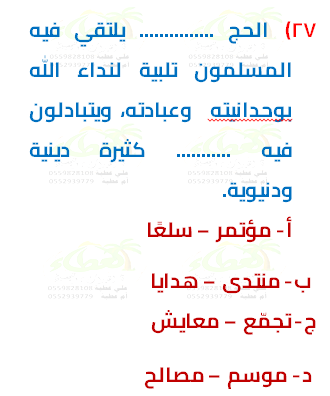 ٢٧) الحج .............. يلتقي فيه
المسلمون تلبية لنداء الله
بوحدانيته وعبادته، ويتبادلون
فيه ........... كثيرة دينية
ودنيوية.
أ- مؤتمر – سلعًا
ب- منتدى – هدايا
ج- تجمّع – معايش
د- موسم – مصالح